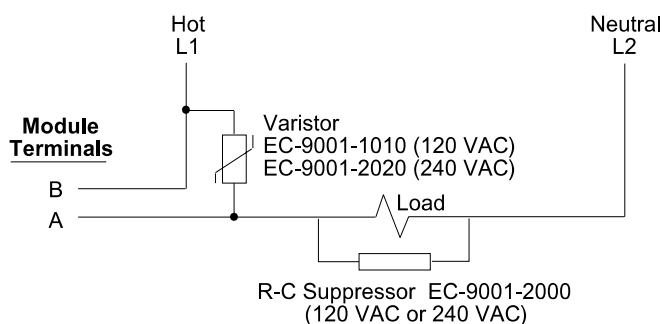 Hot
L1
Neutral
L2
Varistor
EC-9001-1010 (120 VAC)
EC-9001-2020 (240 VAC)
Module
Terminals
B
A
Load
R-C Suppressor EC-9001-2000
(120 VAC or 240 VAC)